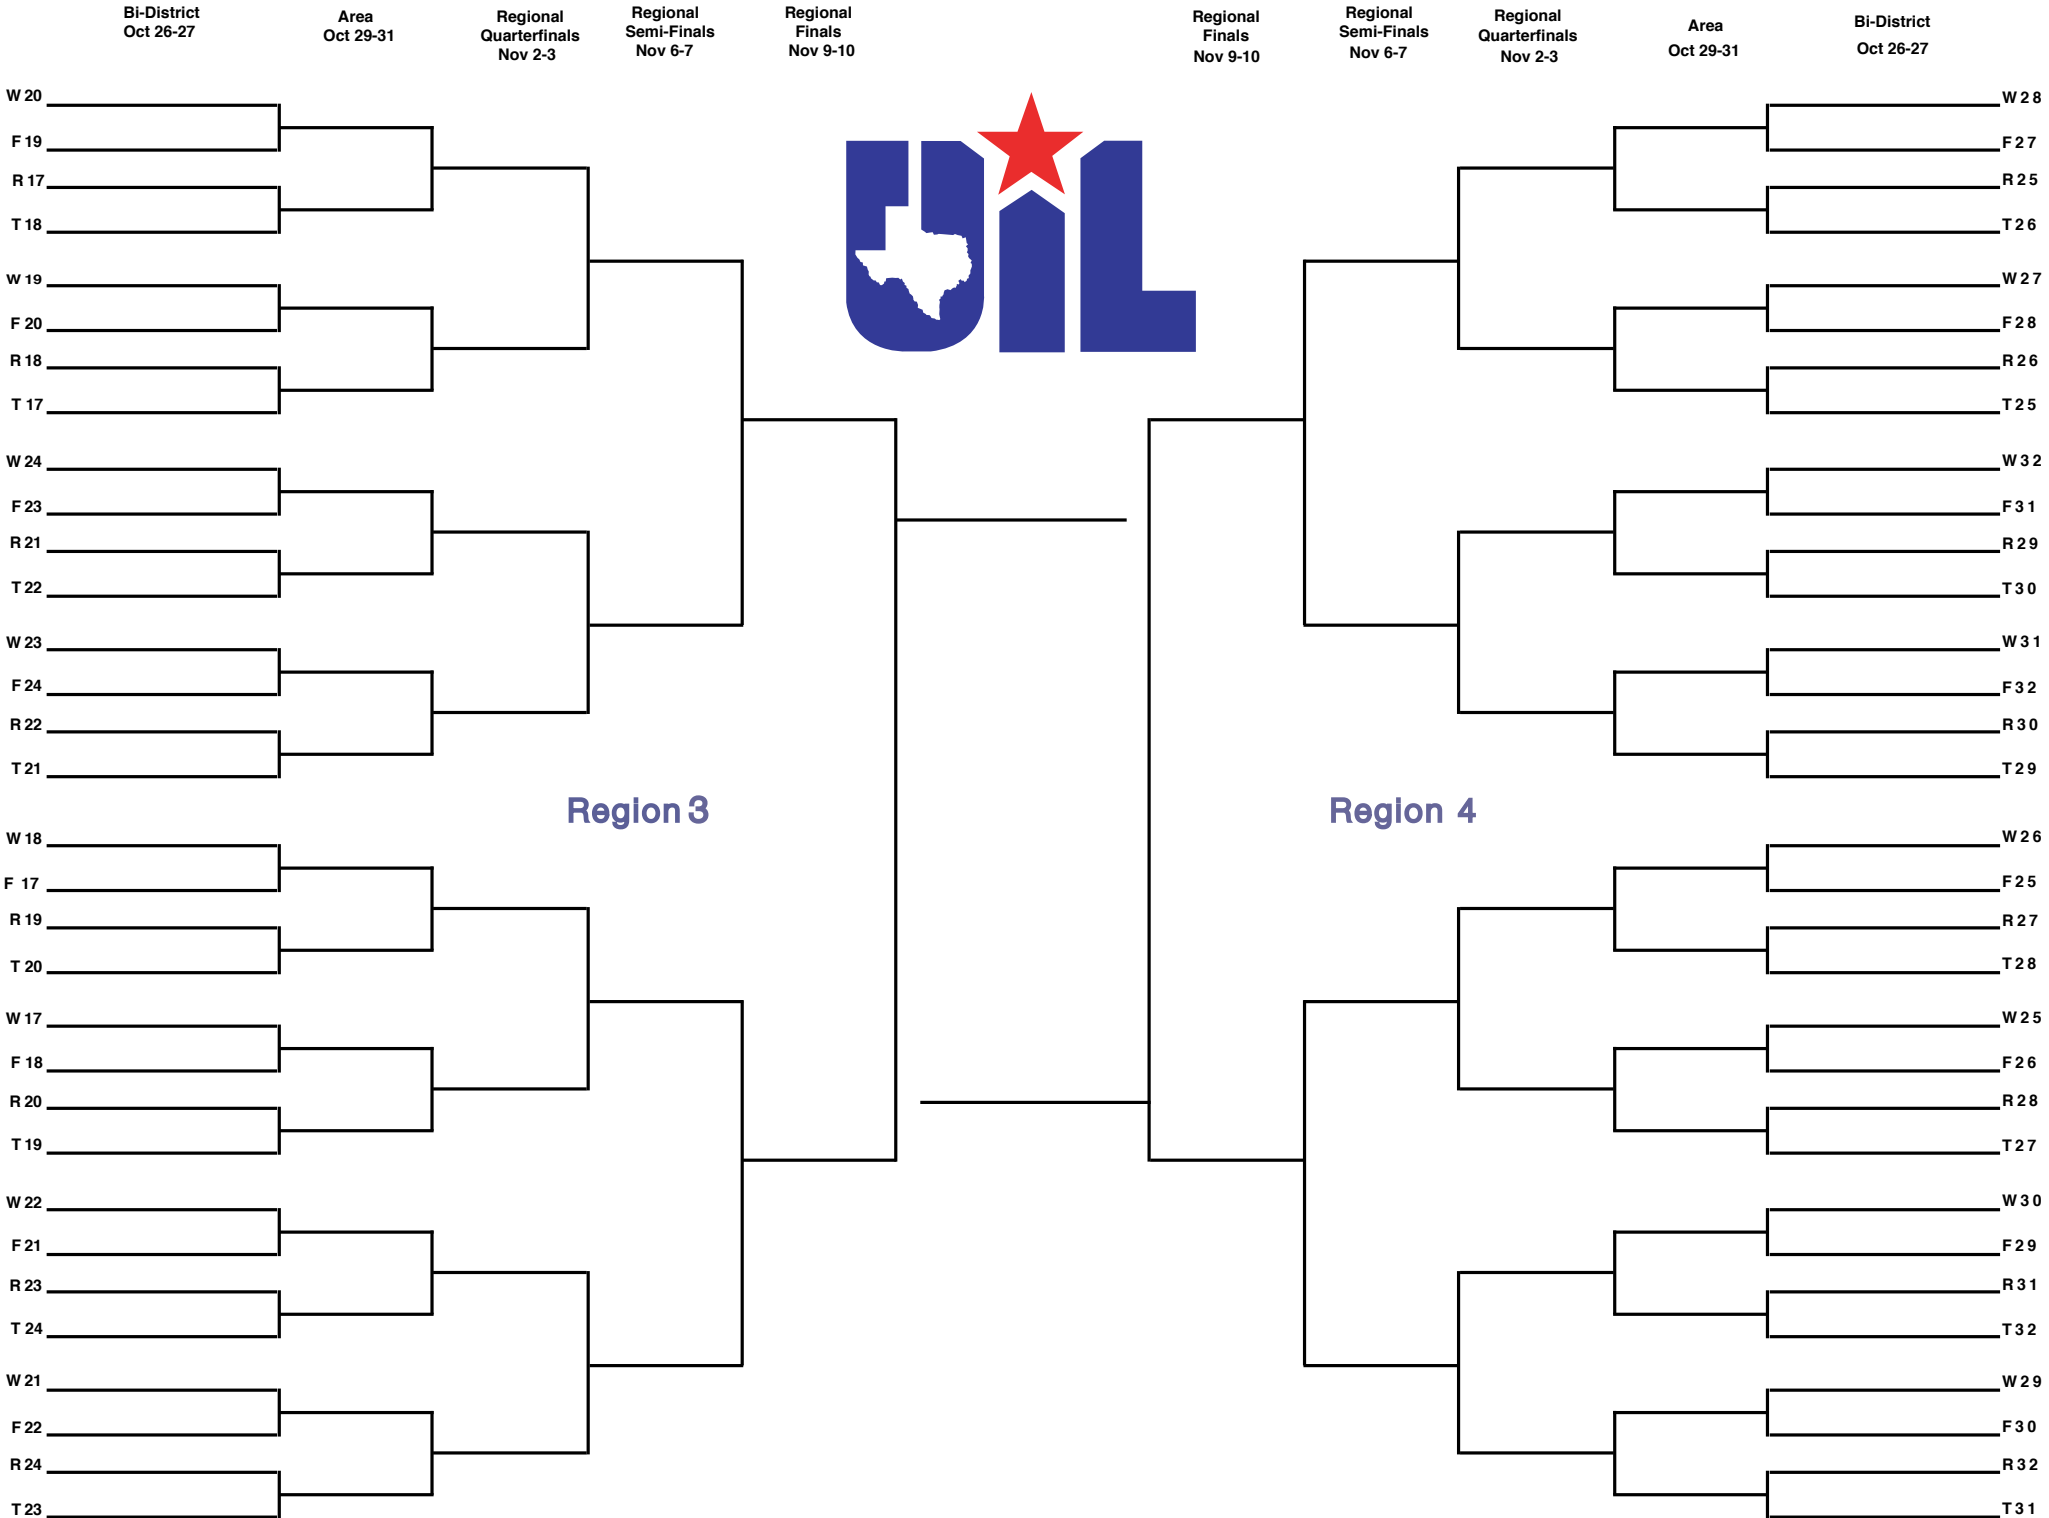 Bi-District
Oct 26-27
Area
Oct 29-31
Regional
Quarterfinals
Nov 2-3
Regional
Semi-Finals
Nov 6-7
Regional
Finals
Nov 9-10
Regional
Finals
Nov 9-10
Regional
Semi-Finals
Nov 6-7
Regional
Quarterfinals
Nov 2-3
Area
Oct 29-31
Bi-District
Oct 26-27
UIL
W 20
F 19
R 17
T 18
W 19
F 20
R 18
T 17
W 24
F 23
R 21
T 22
W 23
F 24
R 22
T 21
Region 3
W 18
F 17
R 19
T 20
W 17
F 18
R 20
T 19
W 22
F 21
R 23
T 24
W 21
F 22
R 24
T 23
W 28
F 27
R 25
T 26
W 27
F 28
R 26
T 25
W 32
F 31
R 29
T 30
W 31
F 32
R 30
T 29
Region 4
W 26
F 25
R 27
T 28
W 25
F 26
R 28
T 27
W 30
F 29
R 31
T 32
W 29
F 30
R 32
T 31